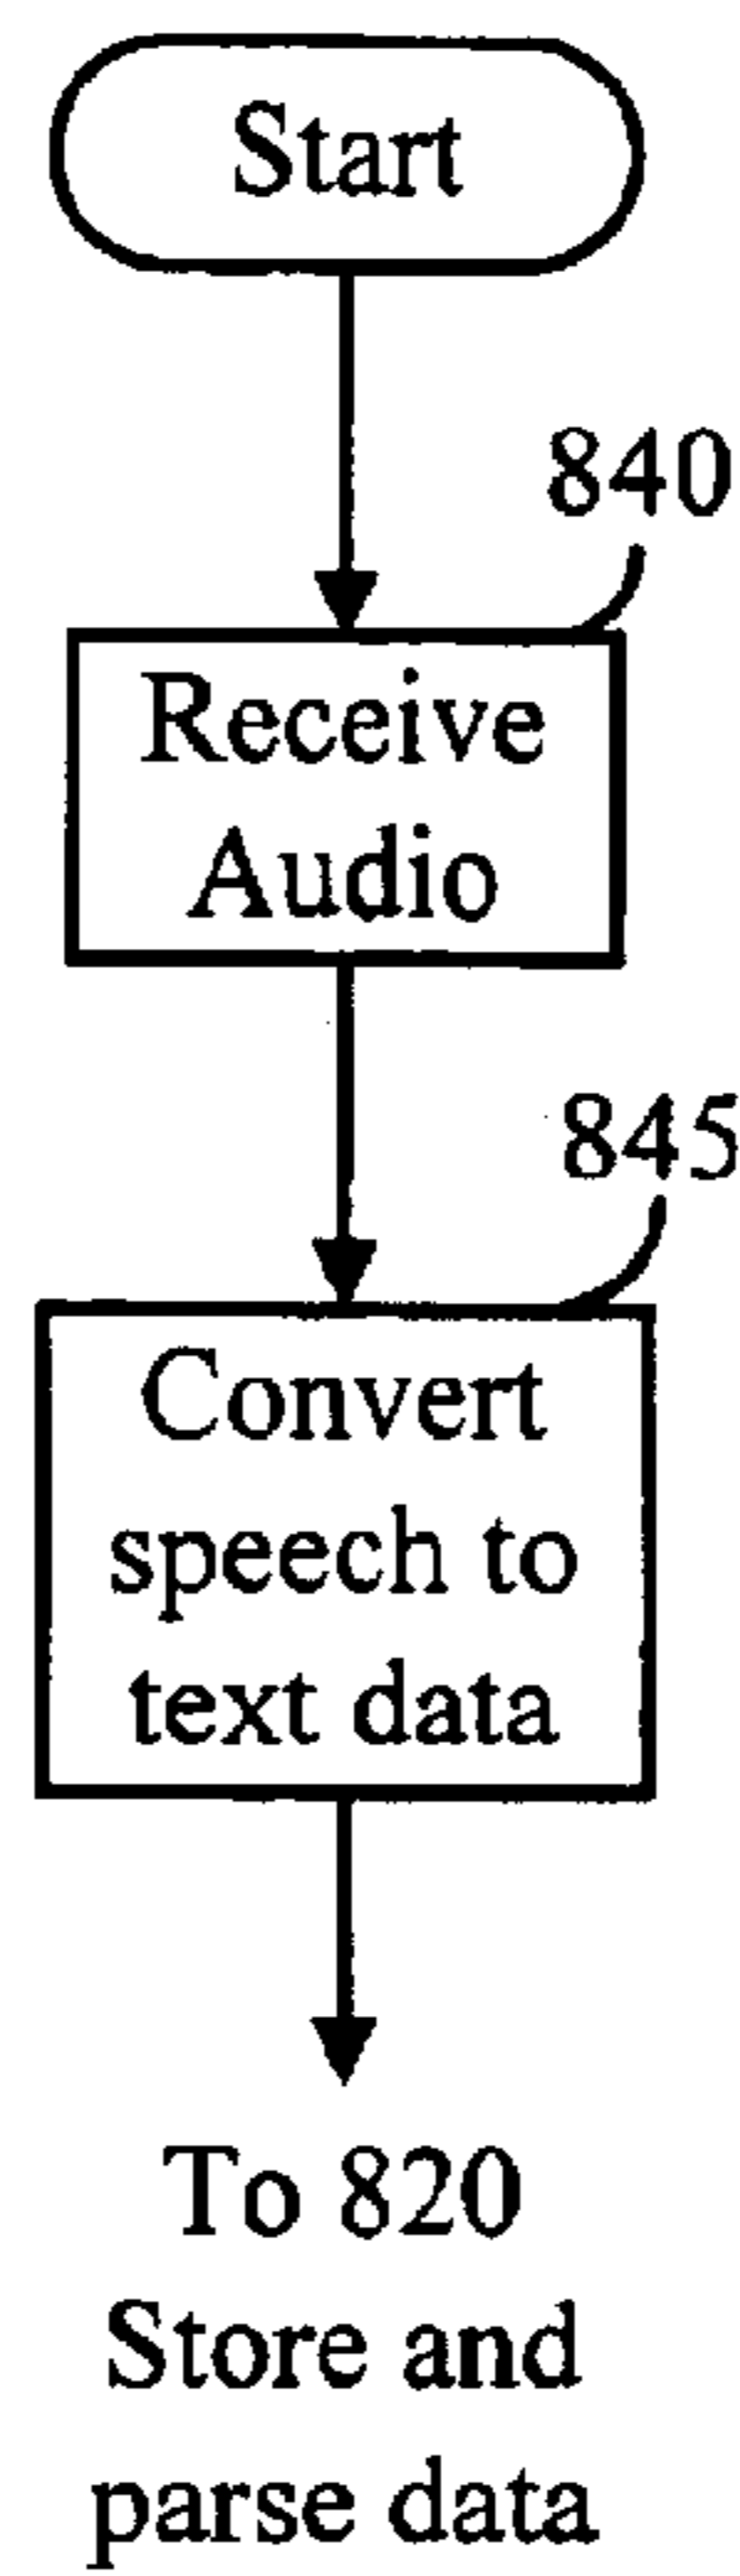 Start
840
Receive
Audio
845
Convert
speech to
text data
To 820
Store and
parse data